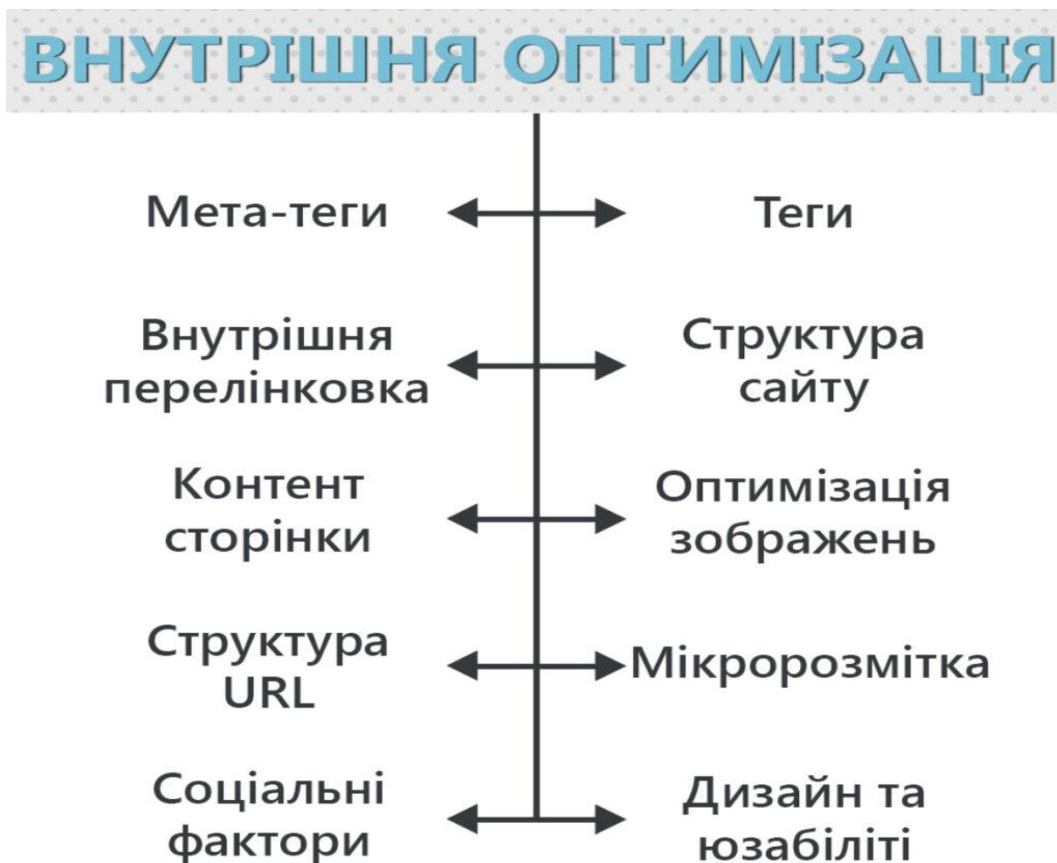 ВНУТРІШНЯ ОПТИМІЗАЦІЯ
Мета-теги
Теги
Внутрішня
перелінковка
Структура
сайту
Контент
сторінки
Оптимізація
зображень
Структура
URL
Мікророзмітка
Соціальні
фактори
Дизайн та
юзабіліті